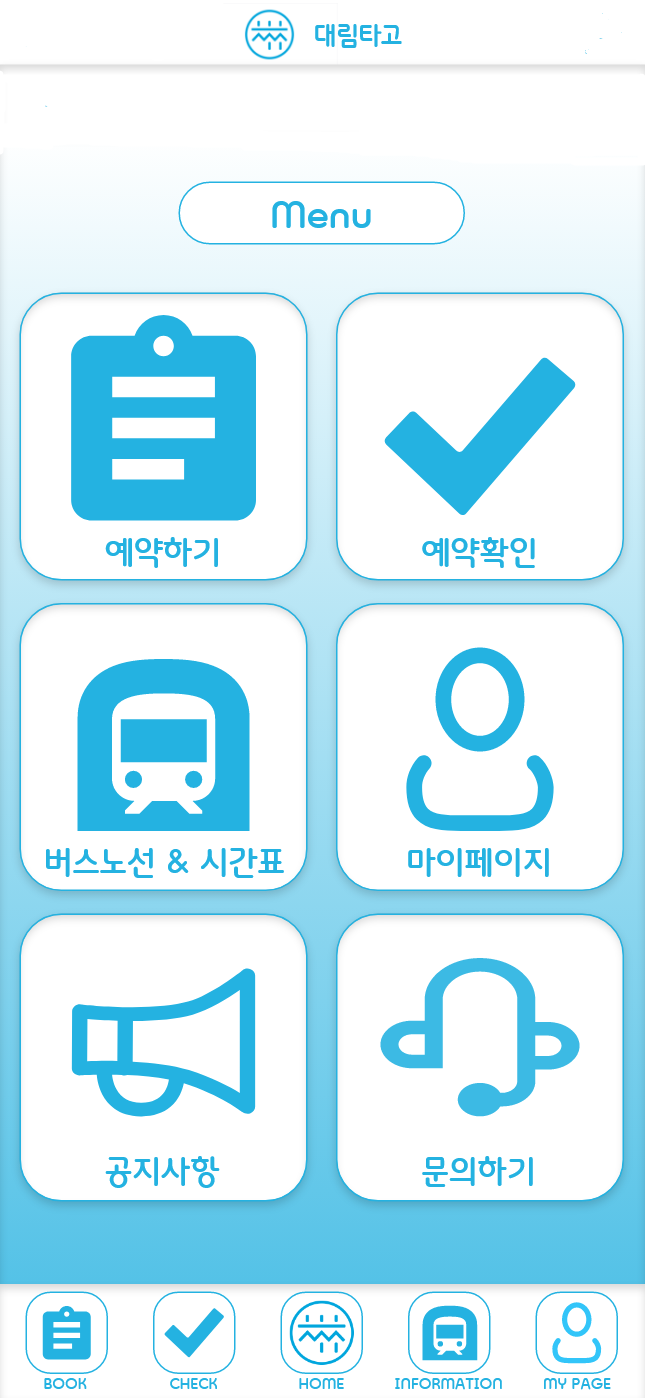 대림타고
Menu
예약하기
예약확인
버스노선 & 시간표
마이페이지
공지사항
문의하기
BOOK
CHECK
HOME
INFORMATION
MY PAGE